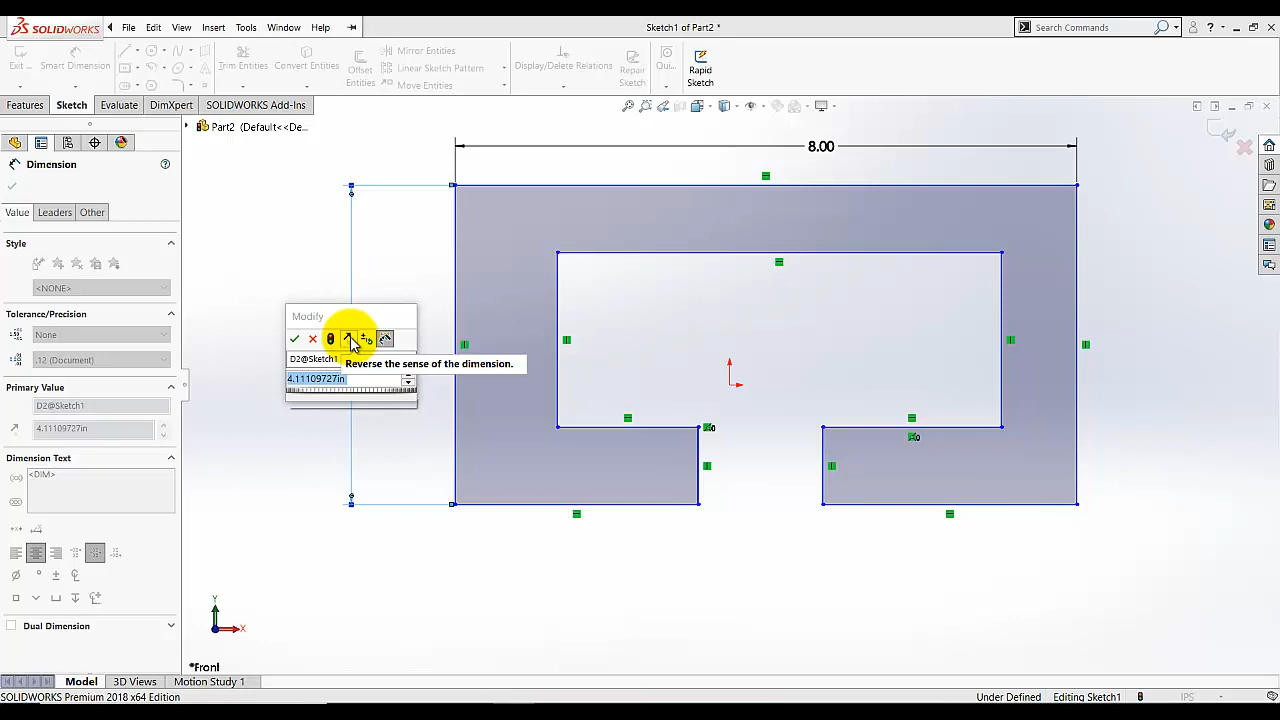 SOLIDWORKS File Edit View Insert Tools Window Help Sketch1 of Part2 * Search Commands ?
Exit ... Smart Dimension Trim Entities Convert Entities Offset Entities Mirror Entities Linear Sketch Pattern Move Entities Display/Delete Relations Repair Sketch Qui... Rapid Sketch
Features Sketch Evaluate DimXpert SOLIDWORKS Add-Ins
Part2 (Default<<De...
Dimension
Value Leaders Other
Style
<NONE>
Tolerance/Precision
None
.12 (Document)
Primary Value
D2@Sketch1
4.11109727in
Dimension Text
<DIM>
Dual Dimension
8.00
Modify
D2@Sketch1
Reverse the sense of the dimension.
4.11109727in
Y
X
*Front
Model 3D Views Motion Study 1
SOLIDWORKS Premium 2018 x64 Edition Under Defined Editing Sketch1 IPS